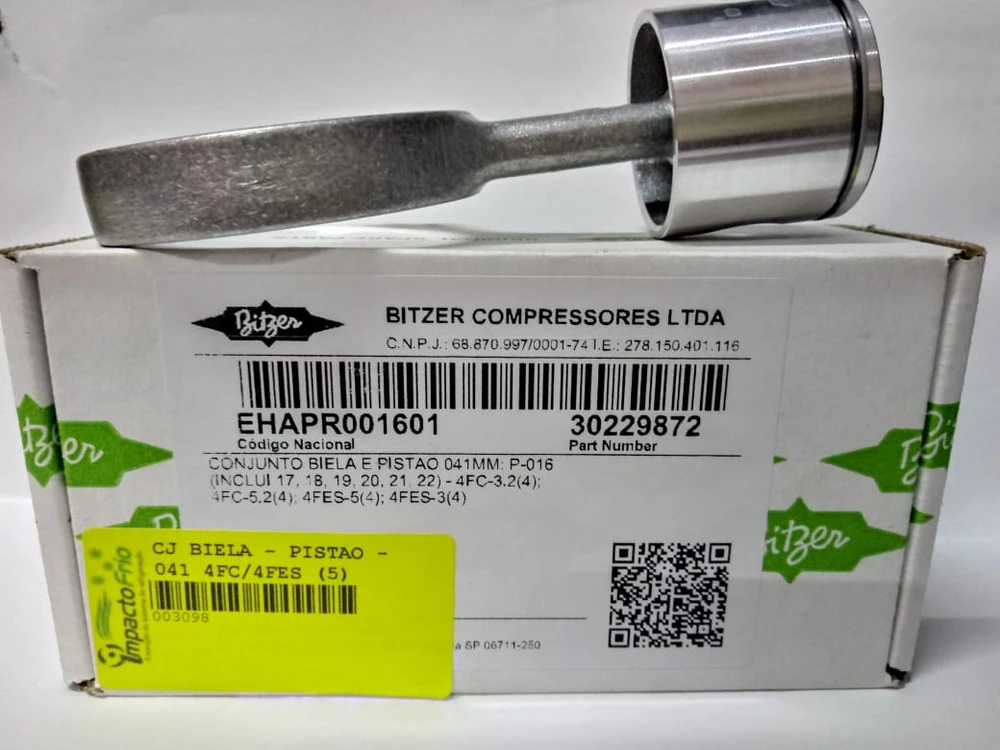 Bitzer
BITZER COMPRESSORES LTDA
C.N.P.J.: 68.870.997/0001-74 I.E.: 278.150.401.116
EHAPR001601 30229872
Código Nacional Part Number
CONJUNTO BIELA E PISTAO 041MM: P-016
(INCLUI 17, 18, 19, 20, 21, 22) - 4FC-3.2(4);
4FC-5.2(4); 4FES-5(4); 4FES-3(4)
tzer
Bitzer
itzer
CJ BIELA - PISTAO -
041 4FC/4FES (5)
003098
ImpactoFrio
a SP 06711-250